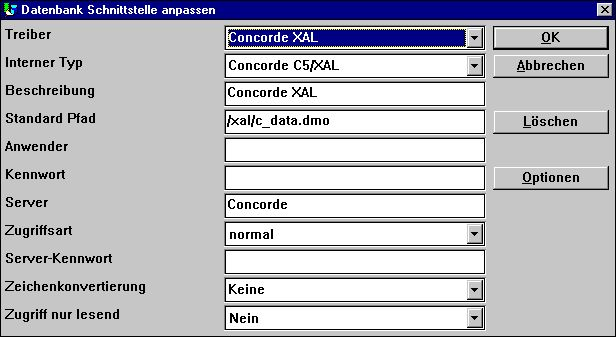 Datenbank Schnittstelle anpassen
Treiber Concorde XAL OK
Interner Typ Concorde C5/XAL Abbrechen
Beschreibung Concorde XAL
Standard Pfad /xal/c_data.dmo Löschen
Anwender
Kennwort Optionen
Server Concorde
Zugriffsart normal
Server-Kennwort
Zeichenkonvertierung Keine
Zugriff nur lesend Nein